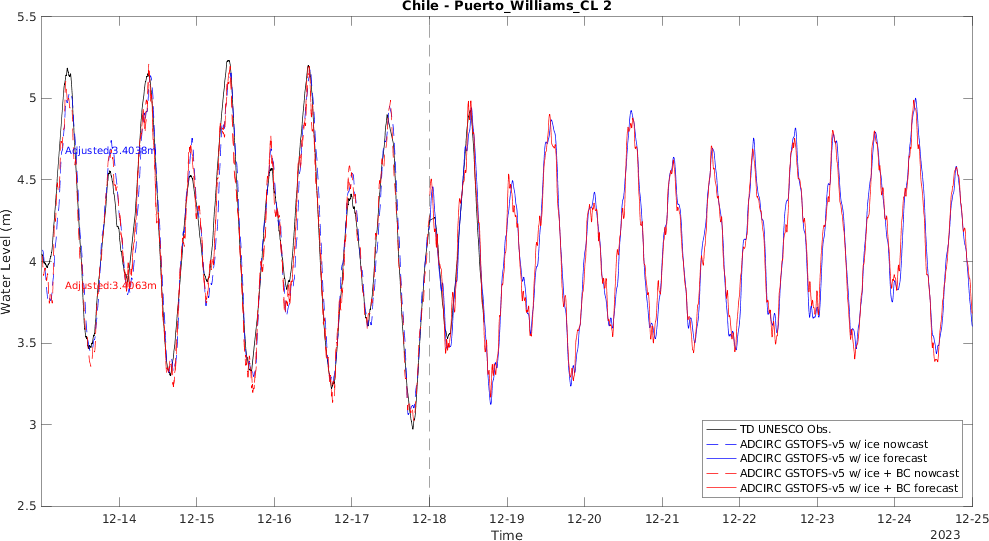 Chile - Puerto_Williams_CL 2
5.5
5
4.5
4
3.5
3
2.5
Water Level (m)
Adjusted:3.4038m
Adjusted:3.4063m
TD UNESCO Obs.
ADCIRC GSTOFS-v5 w/ ice nowcast
ADCIRC GSTOFS-v5 w/ ice forecast
ADCIRC GSTOFS-v5 w/ ice + BC nowcast
ADCIRC GSTOFS-v5 w/ ice + BC forecast
12-14 12-15 12-16 12-17 12-18 12-19 12-20 12-21 12-22 12-23 12-24 12-25
Time
2023